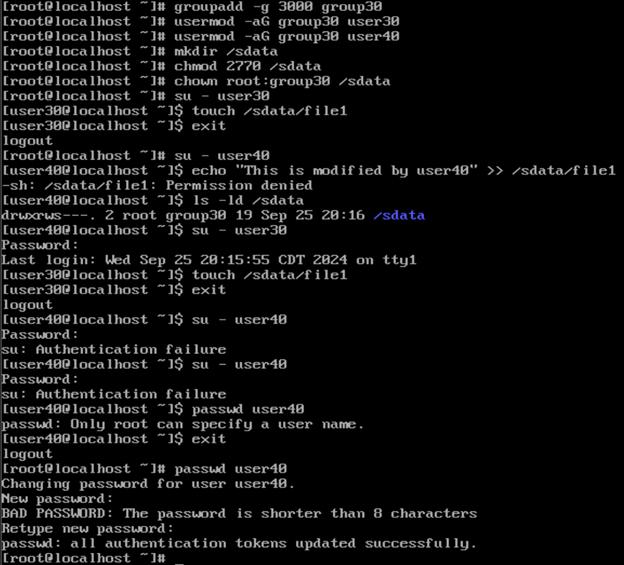 [root@localhost ~]# groupadd -g 3000 group30
[root@localhost ~]# usermod -aG group30 user30
[root@localhost ~]# usermod -aG group30 user40
[root@localhost ~]# mkdir /sdata
[root@localhost ~]# chmod 2770 /sdata
[root@localhost ~]# chown root:group30 /sdata
[root@localhost ~]# su - user30
[user30@localhost ~]$ touch /sdata/file1
[user30@localhost ~]$ exit
logout
[root@localhost ~]# su - user40
[user40@localhost ~]$ echo "This is modified by user40" >> /sdata/file1
-sh: /sdata/file1: Permission denied
[user40@localhost ~]$ ls -ld /sdata
drwxrws---. 2 root group30 19 Sep 25 20:16 /sdata
[user40@localhost ~]$ su - user30
Password:
Last login: Wed Sep 25 20:15:55 CDT 2024 on tty1
[user30@localhost ~]$ touch /sdata/file1
[user30@localhost ~]$ exit
logout
[user40@localhost ~]$ su - user40
Password:
su: Authentication failure
[user40@localhost ~]$ su - user40
Password:
su: Authentication failure
[user40@localhost ~]$ passwd user40
passwd: Only root can specify a user name.
[user40@localhost ~]$ exit
logout
[root@localhost ~]# passwd user40
Changing password for user user40.
New password:
BAD PASSWORD: The password is shorter than 8 characters
Retype new password:
passwd: all authentication tokens updated successfully.
[root@localhost ~]#